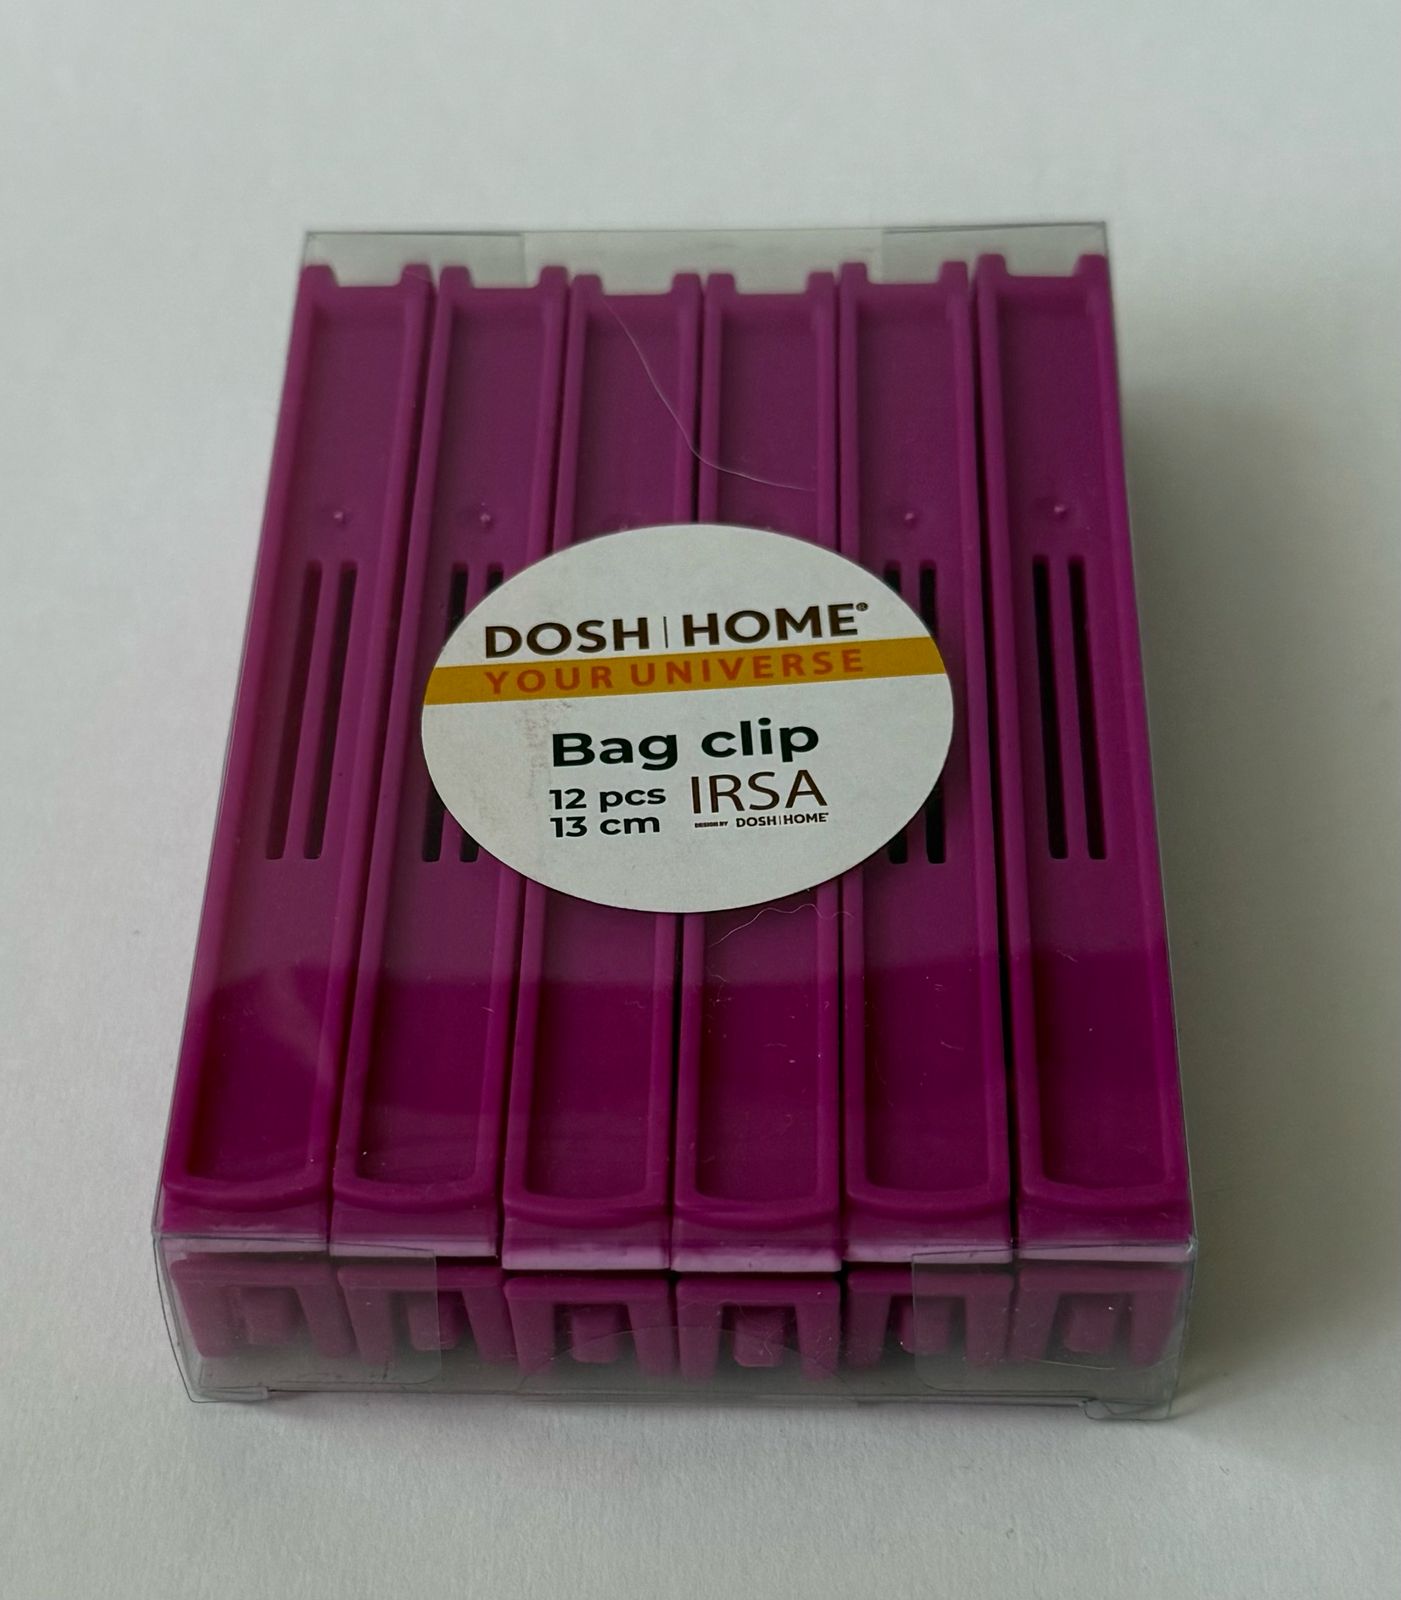 DOSH|HOME®
YOUR UNIVERSE
Bag clip
12 pcs
13 cm
IRSA
DESIGN BY DOSH|HOME®